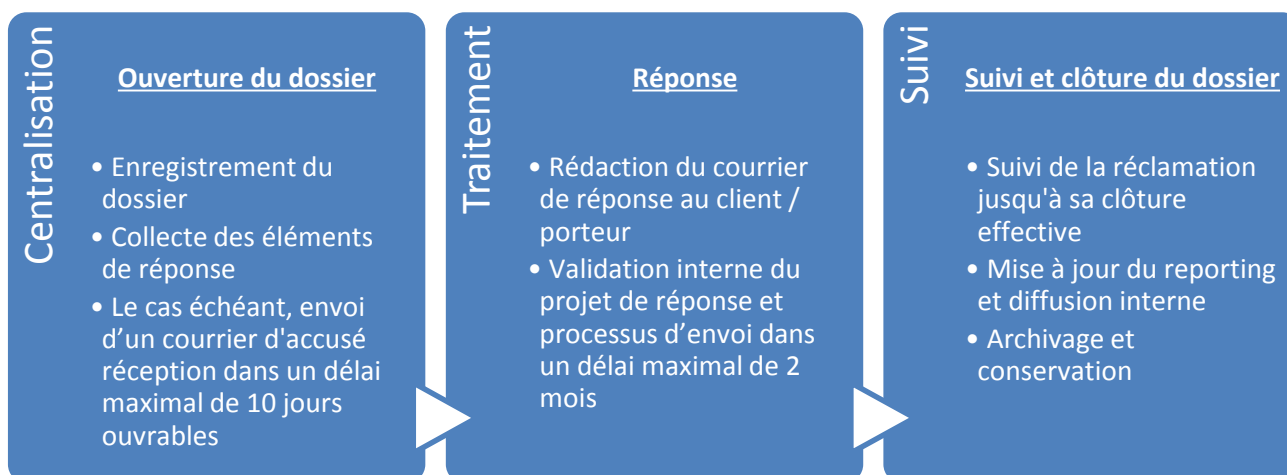 Centralisation
Ouverture du dossier
• Enregistrement du
dossier
• Collecte des éléments
de réponse
• Le cas échéant, envoi
d’un courrier d'accusé
réception dans un délai
maximal de 10 jours
ouvrables
Traitement
Réponse
• Rédaction du courrier
de réponse au client /
porteur
• Validation interne du
projet de réponse et
processus d’envoi dans
un délai maximal de 2
mois
Suivi
Suivi et clôture du dossier
• Suivi de la réclamation
jusqu'à sa clôture
effective
• Mise à jour du reporting
et diffusion interne
• Archivage et
conservation